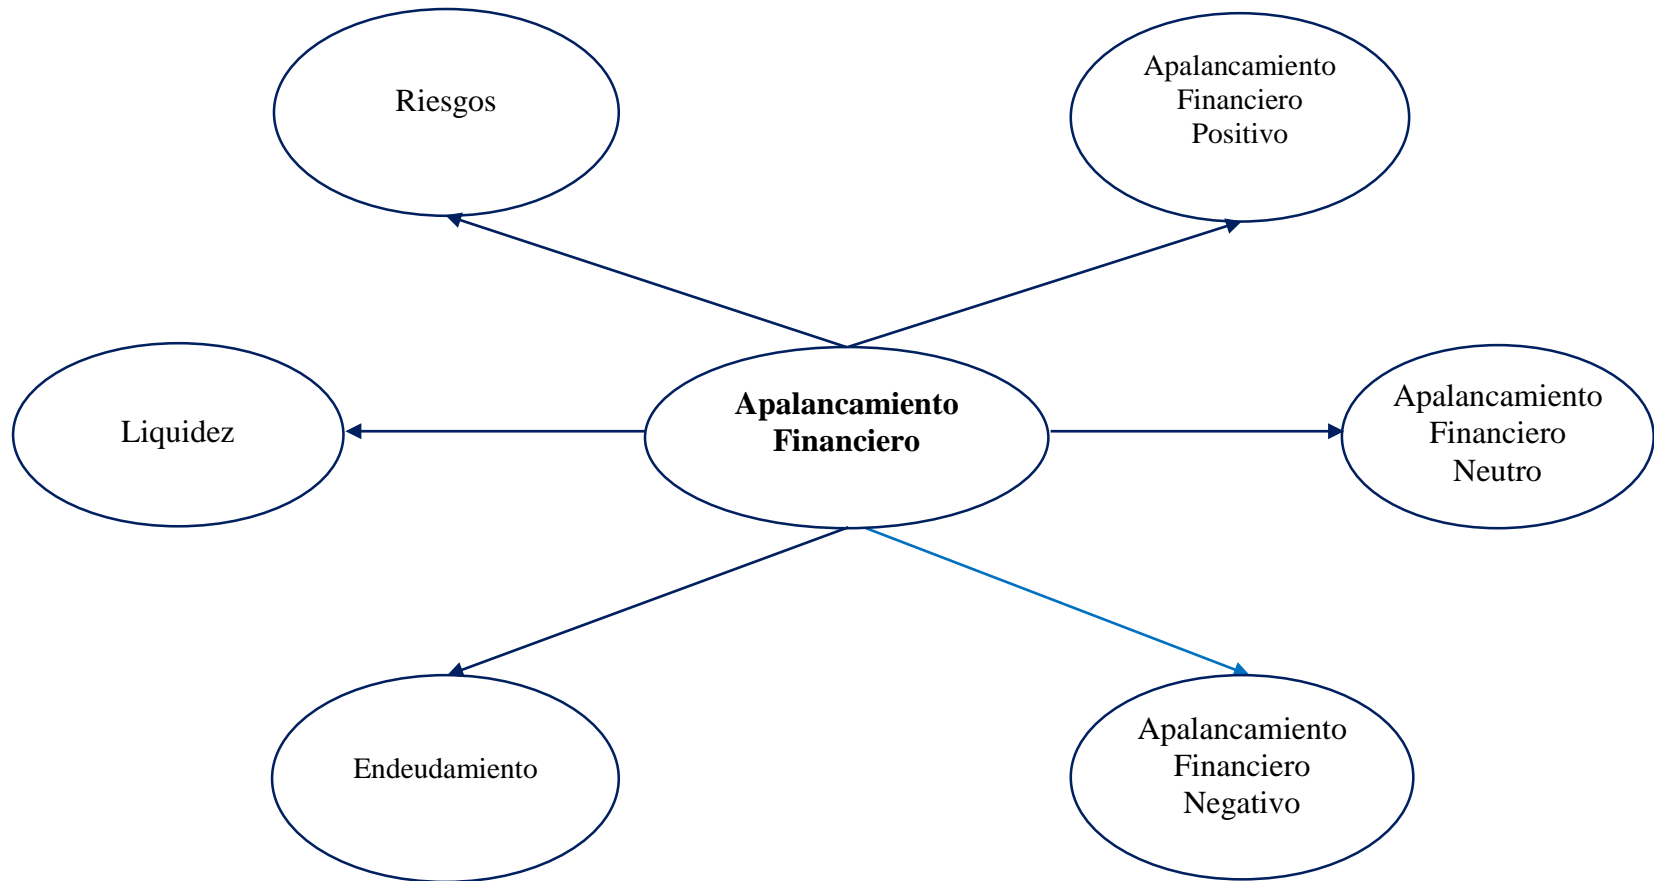 Riesgos
Apalancamiento
Financiero
Positivo
Liquidez
Apalancamiento
Financiero
Apalancamiento
Financiero
Neutro
Endeudamiento
Apalancamiento
Financiero
Negativo